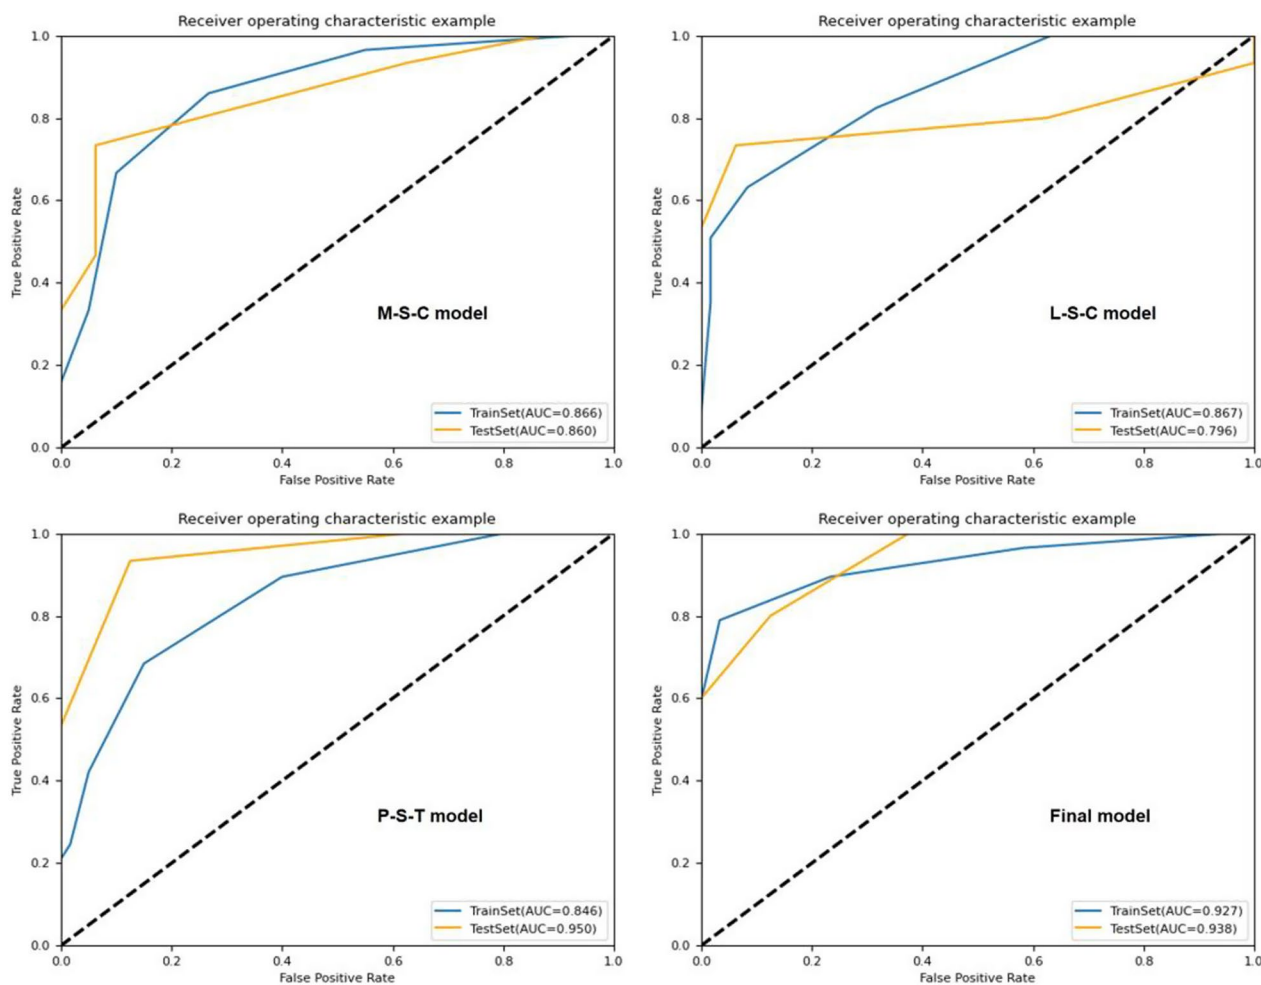 Receiver operating characteristic example
1.0
0.8
0.6
0.4
0.2
0.0
True Positive Rate
M-S-C model
TrainSet(AUC=0.866)
TestSet(AUC=0.860)
0.0 0.2 0.4 0.6 0.8 1.0
False Positive Rate
Receiver operating characteristic example
1.0
0.8
0.6
0.4
0.2
0.0
True Positive Rate
L-S-C model
TrainSet(AUC=0.867)
TestSet(AUC=0.796)
0.0 0.2 0.4 0.6 0.8 1.0
False Positive Rate
Receiver operating characteristic example
1.0
0.8
0.6
0.4
0.2
0.0
True Positive Rate
P-S-T model
TrainSet(AUC=0.846)
TestSet(AUC=0.950)
0.0 0.2 0.4 0.6 0.8 1.0
False Positive Rate
Receiver operating characteristic example
1.0
0.8
0.6
0.4
0.2
0.0
True Positive Rate
Final model
TrainSet(AUC=0.927)
TestSet(AUC=0.938)
0.0 0.2 0.4 0.6 0.8 1.0
False Positive Rate